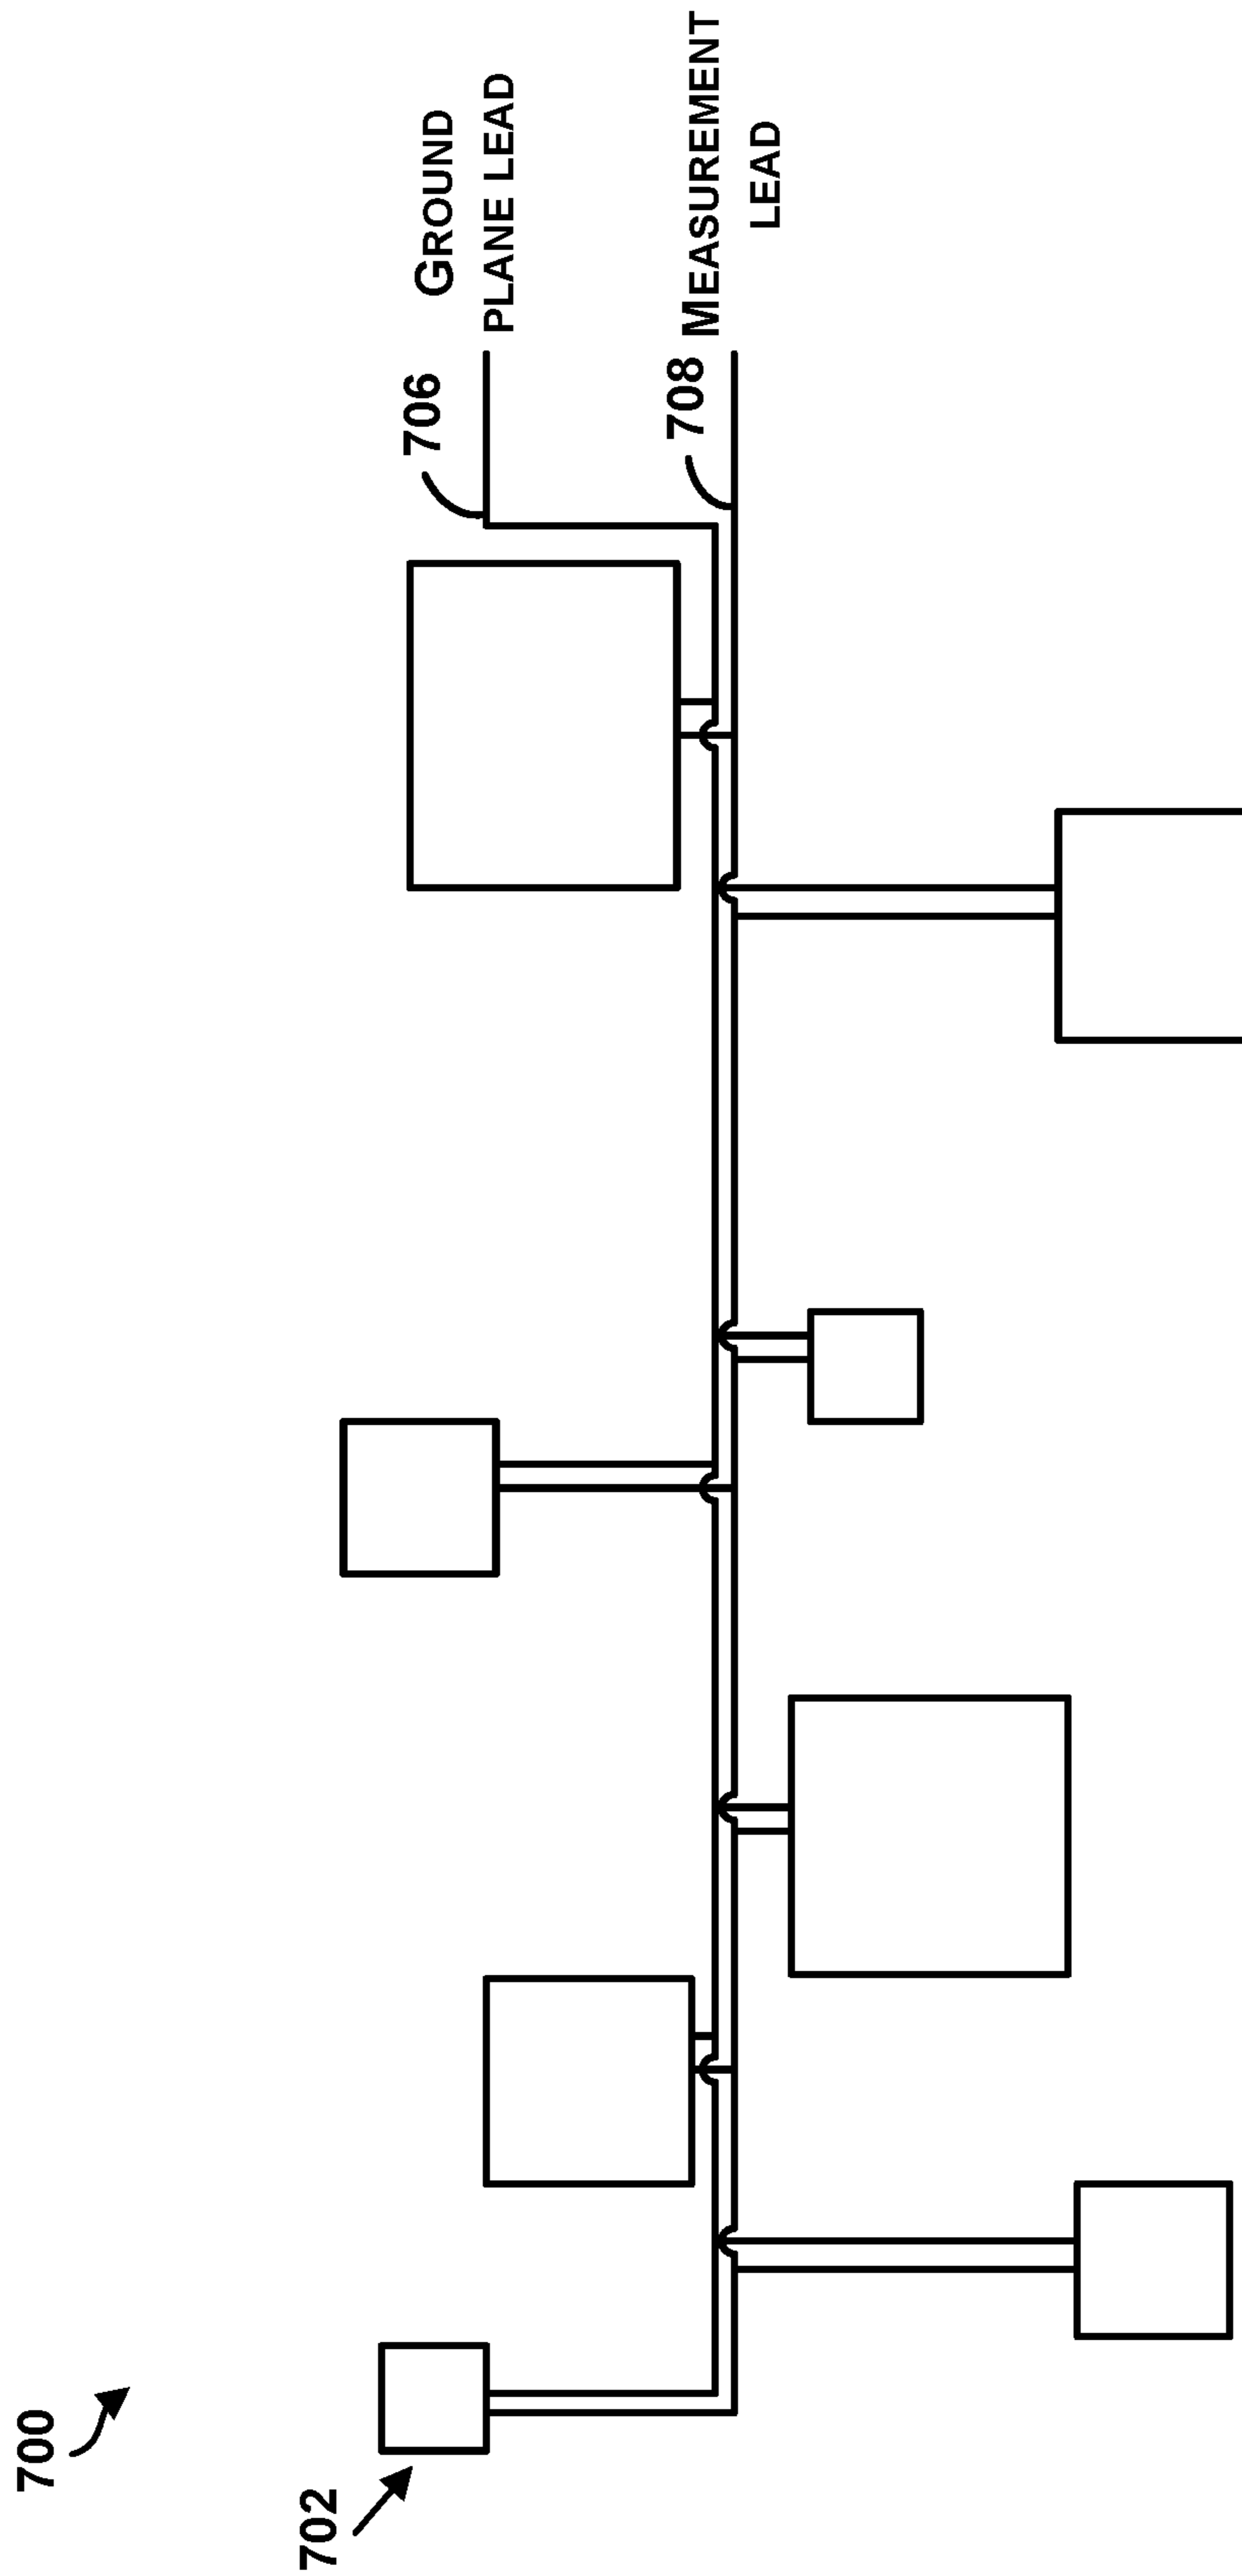 700
702
706
GROUND
PLANE LEAD
708
MEASUREMENT
LEAD